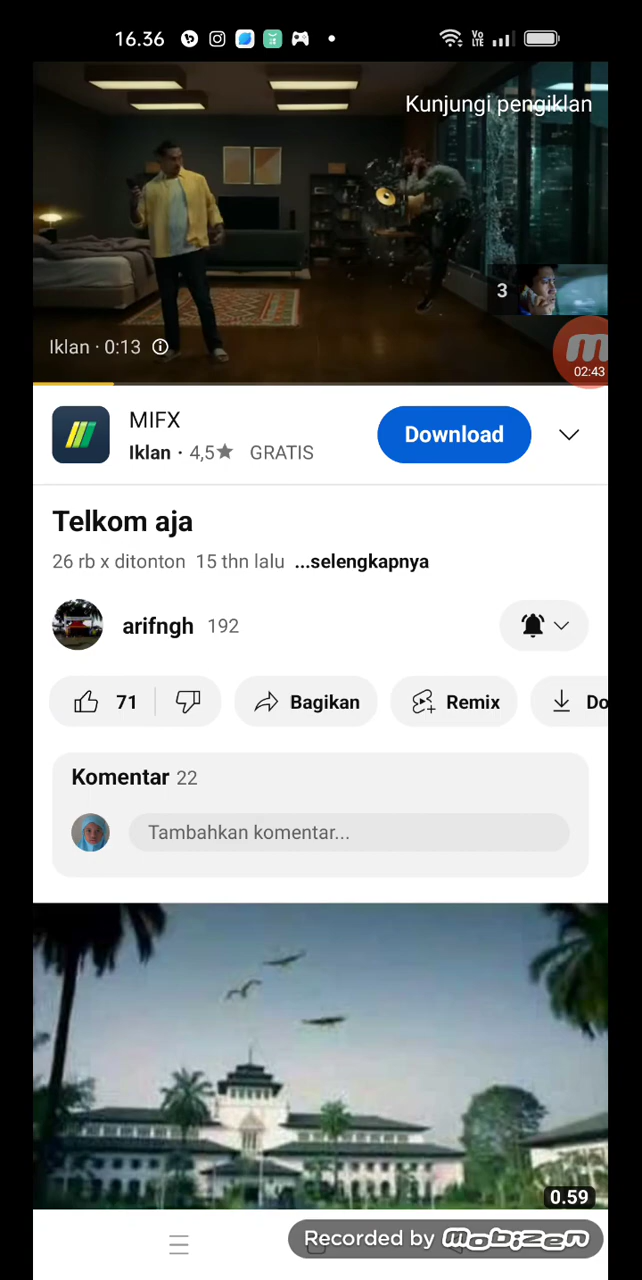 16.36
Vo
LTE
Kunjungi pengiklan
3
Iklan · 0:13
02:43
MIFX
Iklan · 4,5★ GRATIS
Download
Telkom aja
26 rb x ditonton 15 thn lalu ...selengkapnya
arifngh 192
71
Bagikan
Remix
Do
Komentar 22
Tambahkan komentar...
0.59
Recorded by mobizen